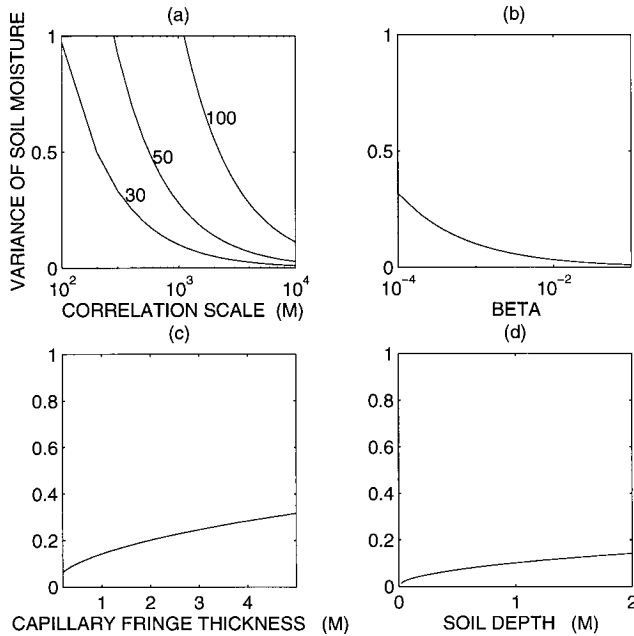 (a)
(b)
VARIANCE OF SOIL MOISTURE
1
0.5
0
100
50
30
10^2 10^3 10^4
CORRELATION SCALE (M)
1
0.5
0
10^-4 10^-2
BETA
(c)
(d)
1
0.8
0.6
0.4
0.2
0
1 2 3 4
CAPILLARY FRINGE THICKNESS (M)
1
0.8
0.6
0.4
0.2
0
0 1 2
SOIL DEPTH (M)